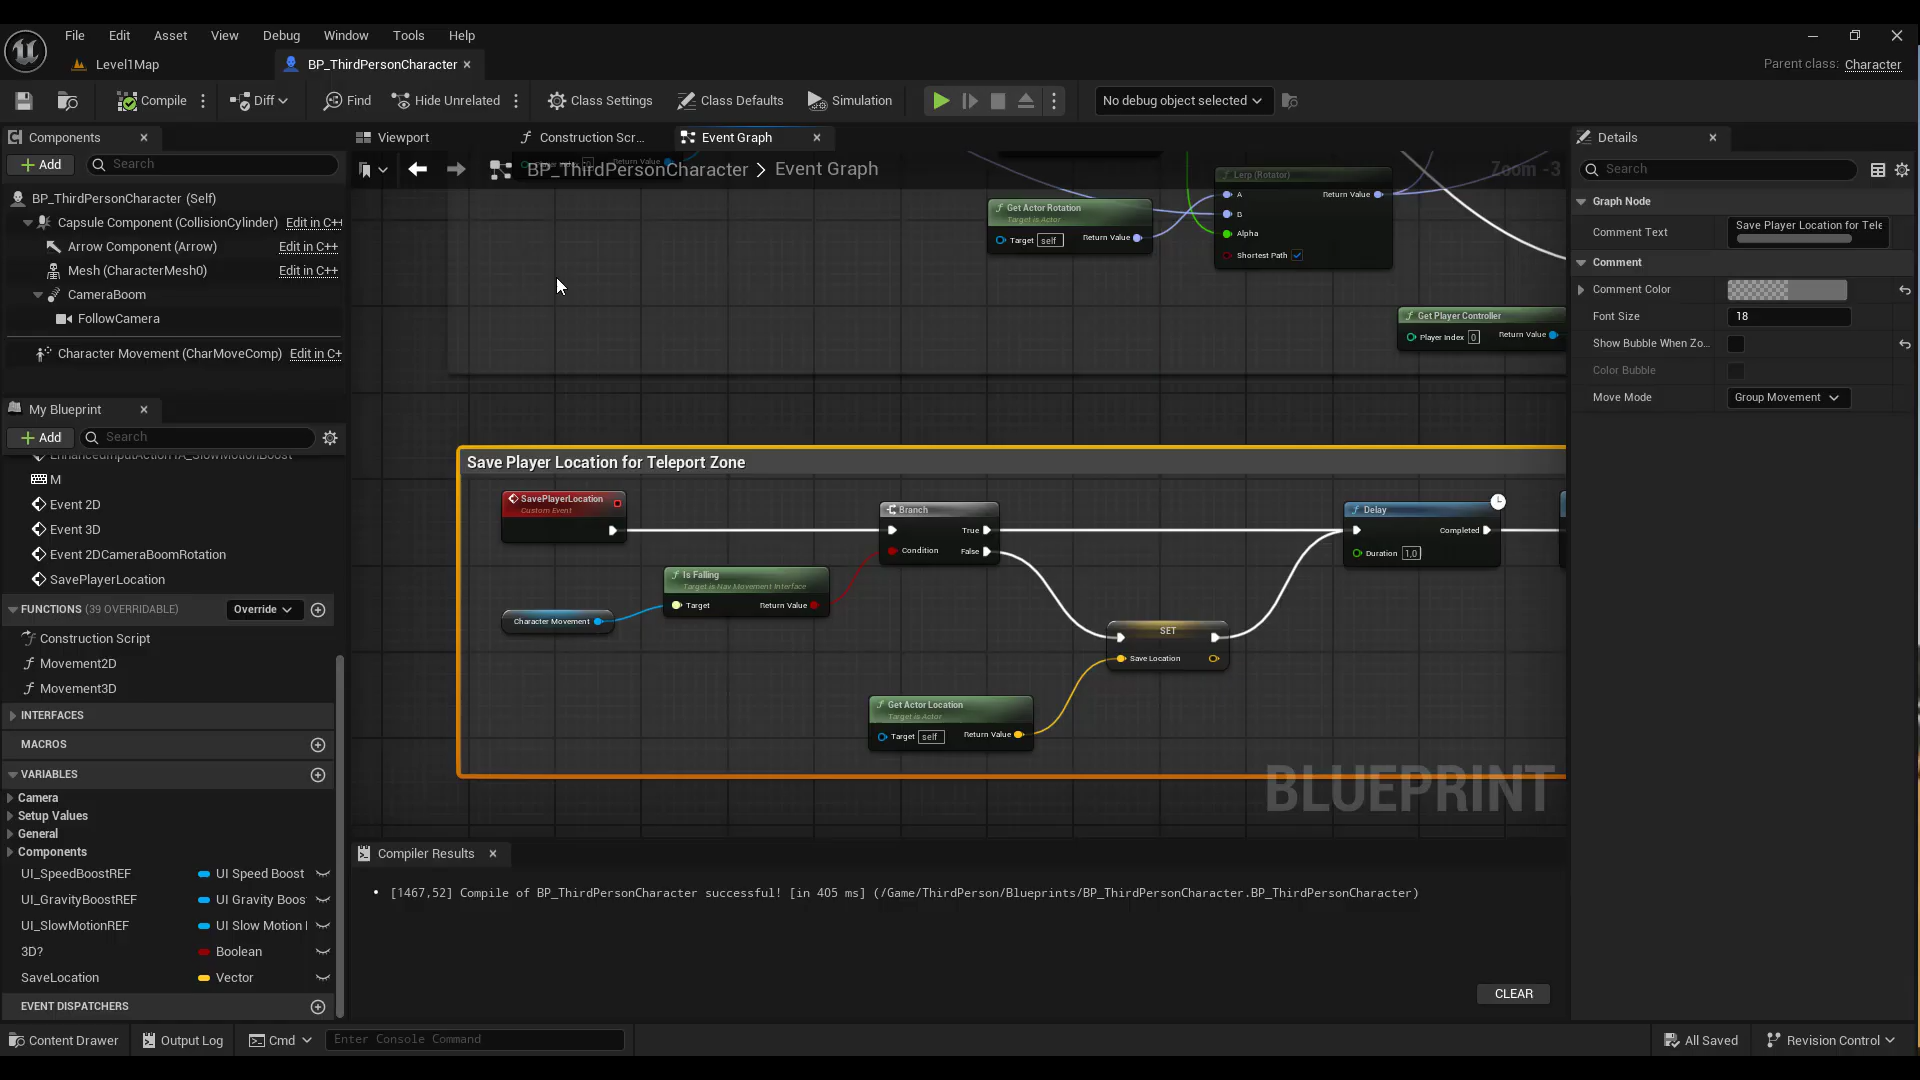 File Edit Asset View Debug Window Tools Help
Level1Map
BP_ThirdPersonCharacter
Parent class: Character
Compile
Diff
Find
Hide Unrelated
Class Settings
Class Defaults
Simulation
No debug object selected
Components
Viewport
Construction Scr...
Event Graph
Details
Add
Search
BP_ThirdPersonCharacter > Event Graph
Zoom -3
Search
BP_ThirdPersonCharacter (Self)
Capsule Component (CollisionCylinder) Edit in C++
Arrow Component (Arrow) Edit in C++
Mesh (CharacterMesh0) Edit in C++
CameraBoom
FollowCamera
Character Movement (CharMoveComp) Edit in C+
My Blueprint
Add
Search
EnhancedInputAction IA_SlowMotionBoost
M
Event 2D
Event 3D
Event 2DCameraBoomRotation
SavePlayerLocation
FUNCTIONS (39 OVERRIDABLE) Override
Construction Script
Movement2D
Movement3D
INTERFACES
MACROS
VARIABLES
Camera
Setup Values
General
Components
UI_SpeedBoostREF UI Speed Boost
UI_GravityBoostREF UI Gravity Boos
UI_SlowMotionREF UI Slow Motion
3D? Boolean
SaveLocation Vector
EVENT DISPATCHERS
Player Index 0 Return Value
Get Actor Rotation
Target is Actor
Target self Return Value
Lerp (Rotator)
A Return Value
B
Alpha
Shortest Path
Get Player Controller
Player Index 0 Return Value
Save Player Location for Teleport Zone
SavePlayerLocation
Custom Event
Branch
True
Condition False
Delay
Completed
Duration 1,0
Is Falling
Target is Nav Movement Interface
Target Return Value
Character Movement
SET
Save Location
Get Actor Location
Target is Actor
Target self Return Value
BLUEPRINT
Graph Node
Comment Text Save Player Location for Tele
Comment
Comment Color
Font Size 18
Show Bubble When Zo...
Color Bubble
Move Mode Group Movement
Compiler Results
[1467,52] Compile of BP_ThirdPersonCharacter successful! [in 405 ms] (/Game/ThirdPerson/Blueprints/BP_ThirdPersonCharacter.BP_ThirdPersonCharacter)
CLEAR
Content Drawer
Output Log
Cmd
Enter Console Command
All Saved
Revision Control